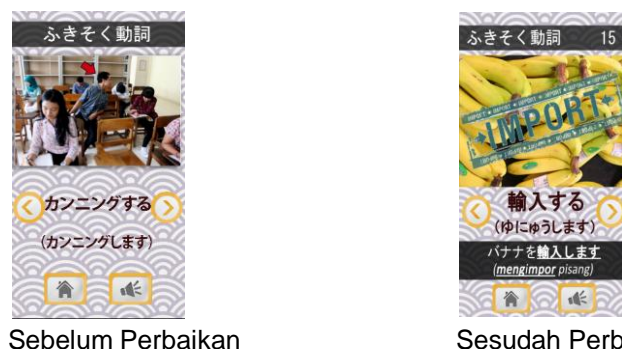 ふきそく動詞
カンニングする
(カンニングします)
Sebelum Perbaikan
ふきそく動詞 15
IMPORT
輸入する
(ゆにゅうします)
バナナを輸入します
(mengimpor pisang)
Sesudah Perb